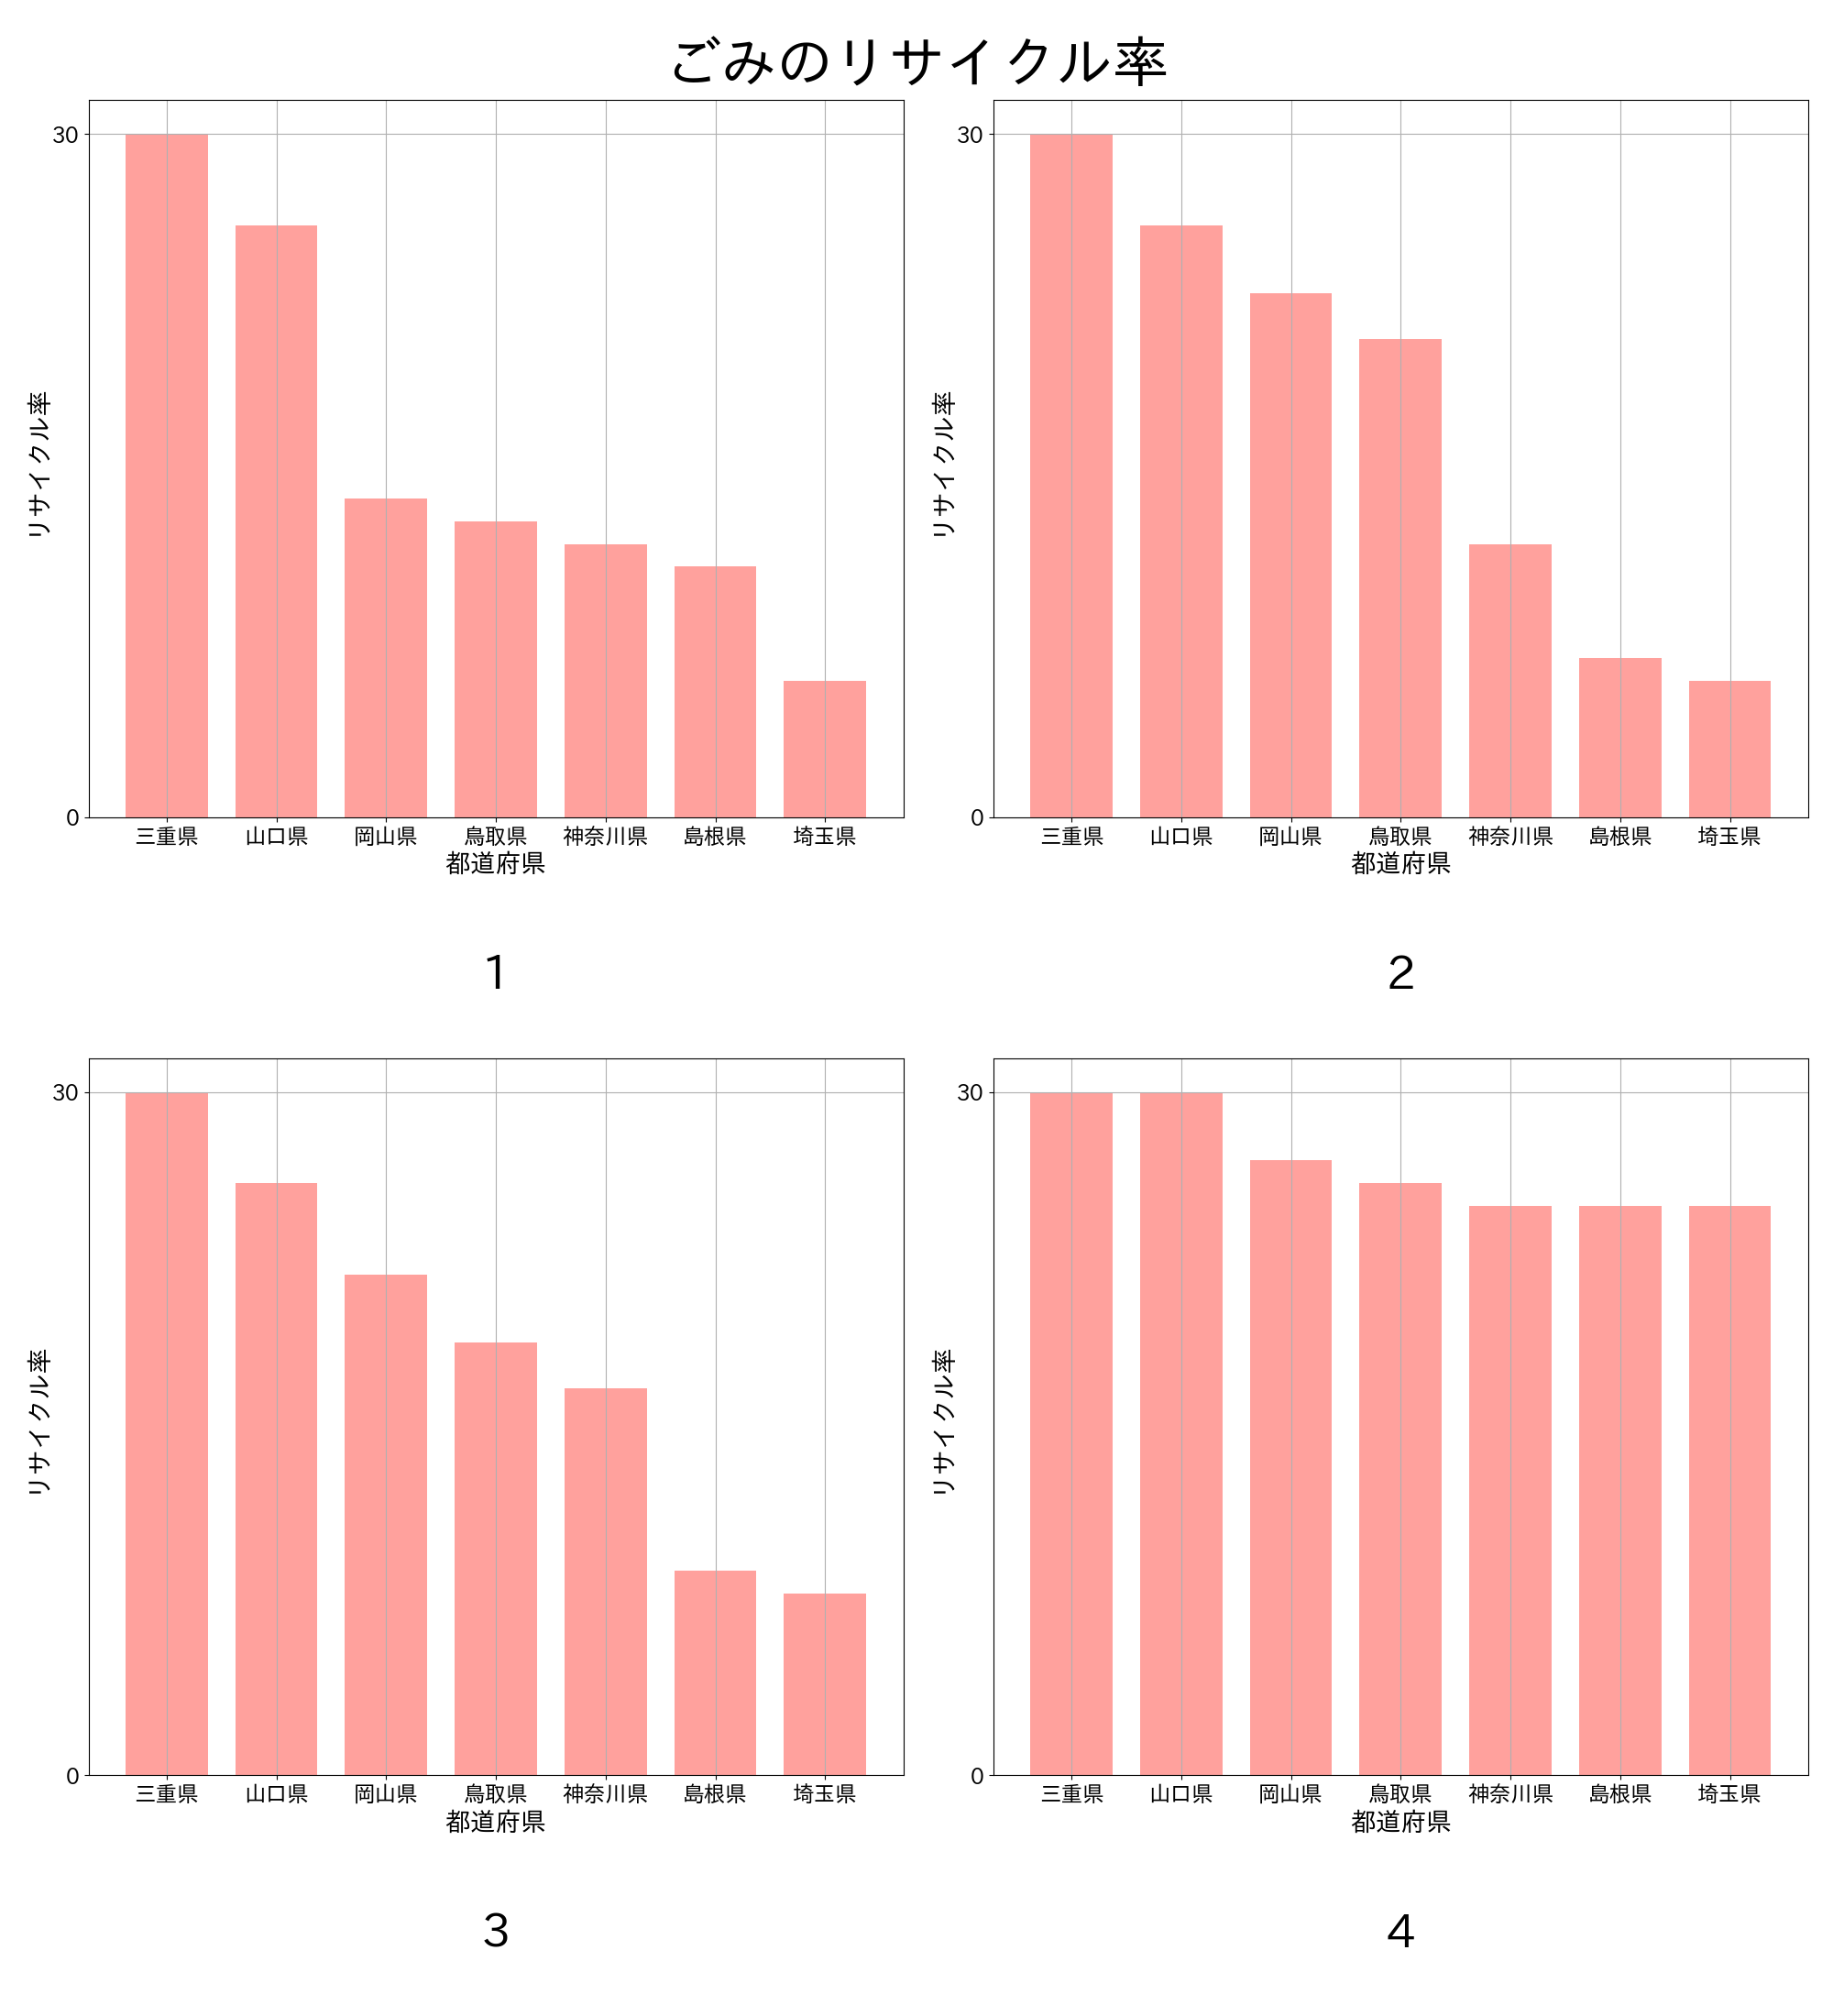 ごみのリサイクル率
30
0
リサイクル率
三重県 山口県 岡山県 鳥取県 神奈川県 島根県 埼玉県
都道府県
1
30
0
リサイクル率
三重県 山口県 岡山県 鳥取県 神奈川県 島根県 埼玉県
都道府県
2
30
0
リサイクル率
三重県 山口県 岡山県 鳥取県 神奈川県 島根県 埼玉県
都道府県
3
30
0
リサイクル率
三重県 山口県 岡山県 鳥取県 神奈川県 島根県 埼玉県
都道府県
4